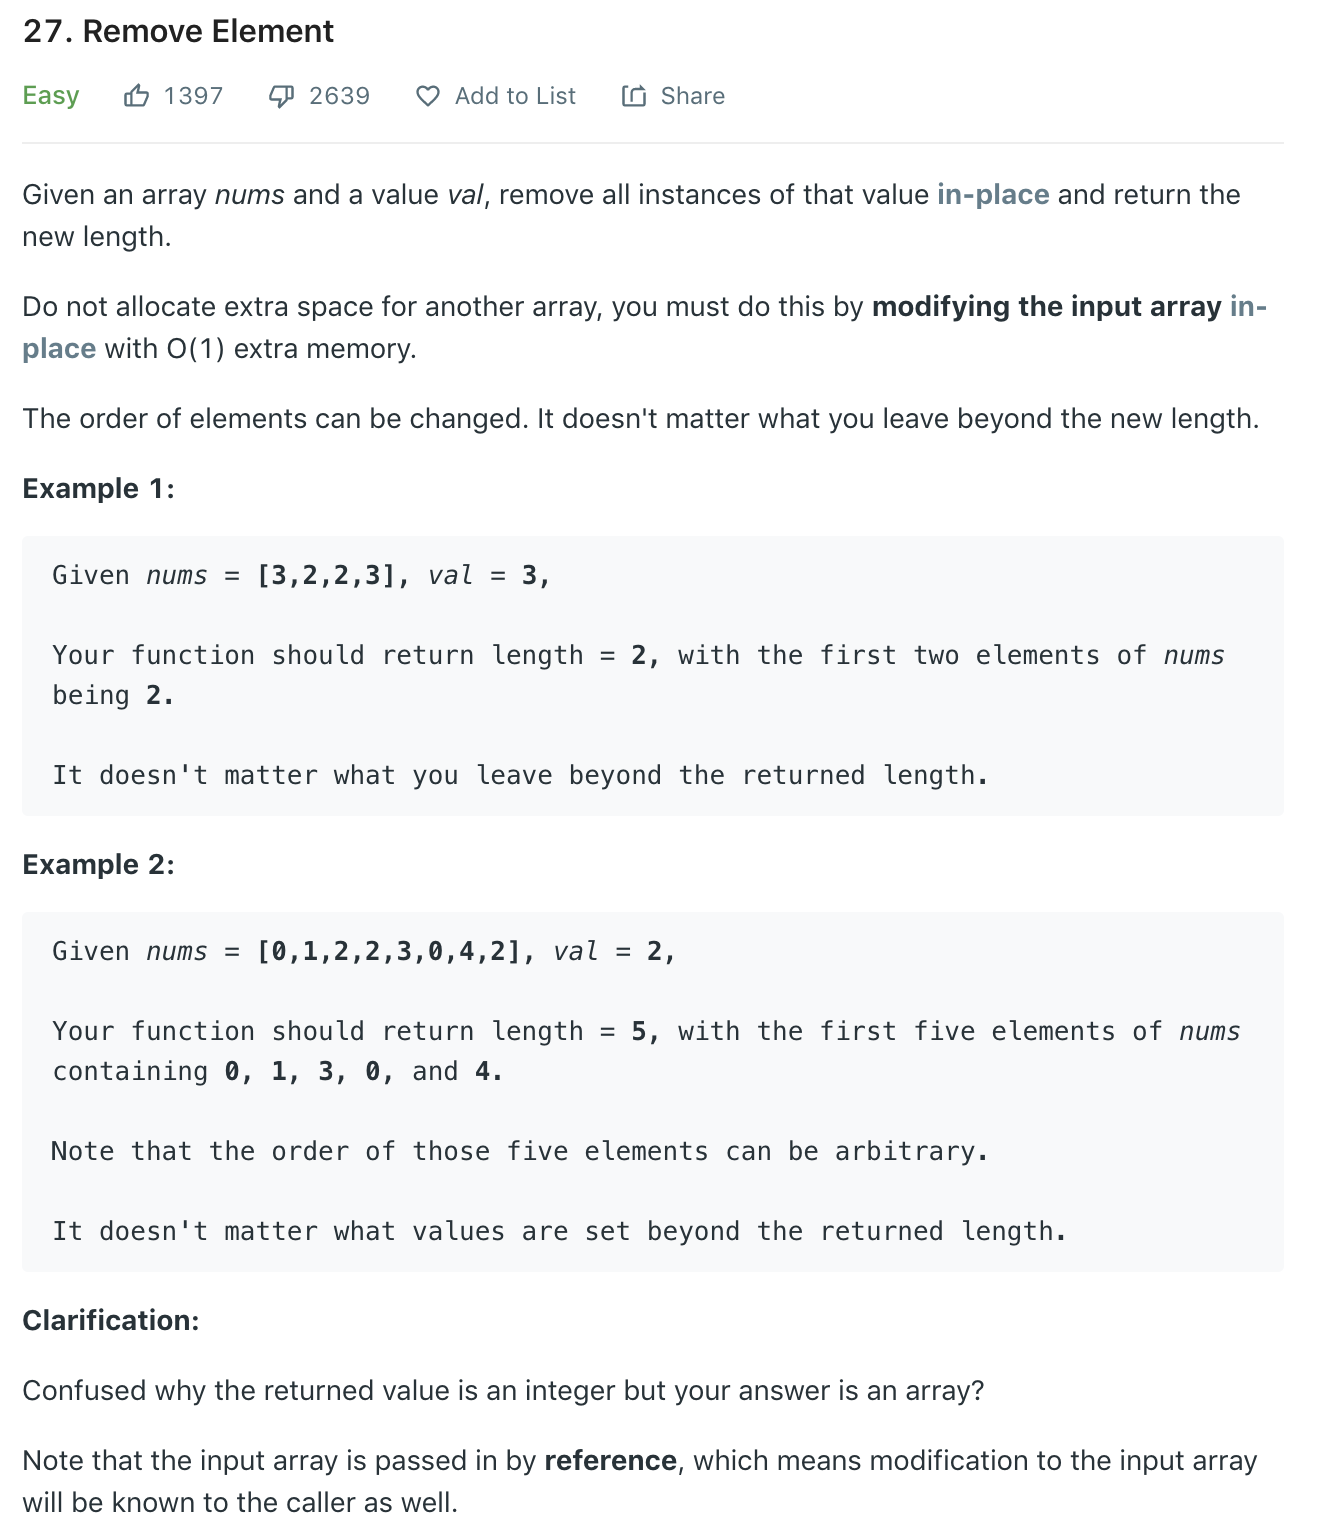 27. Remove Element
Easy 1397 2639 Add to List Share
Given an array nums and a value val, remove all instances of that value in-place and return the
new length.
Do not allocate extra space for another array, you must do this by modifying the input array in-
place with O(1) extra memory.
The order of elements can be changed. It doesn't matter what you leave beyond the new length.
Example 1:
Given nums = [3,2,2,3], val = 3,
Your function should return length = 2, with the first two elements of nums
being 2.
It doesn't matter what you leave beyond the returned length.
Example 2:
Given nums = [0,1,2,2,3,0,4,2], val = 2,
Your function should return length = 5, with the first five elements of nums
containing 0, 1, 3, 0, and 4.
Note that the order of those five elements can be arbitrary.
It doesn't matter what values are set beyond the returned length.
Clarification:
Confused why the returned value is an integer but your answer is an array?
Note that the input array is passed in by reference, which means modification to the input array
will be known to the caller as well.